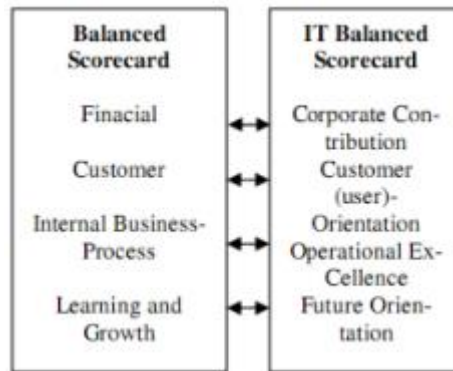 Balanced
Scorecard
Finacial
Customer
Internal Business-
Process
Learning and
Growth
IT Balanced
Scorecard
Corporate Con-
tribution
Customer
(user)-
Orientation
Operational Ex-
Cellence
Future Orien-
tation